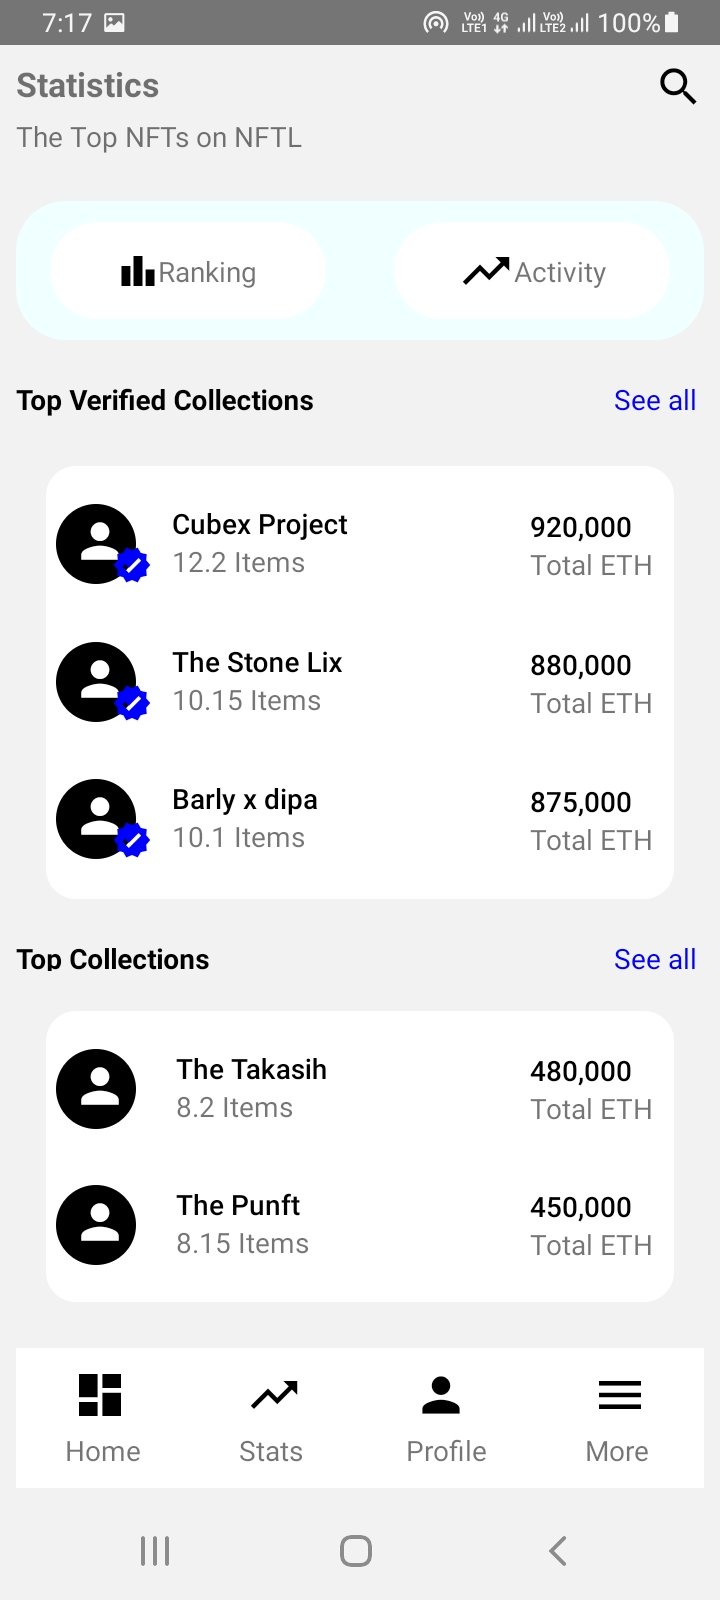 7:17 Vo)) LTE1 4G Vo)) LTE2 100%
Statistics
The Top NFTs on NFTL
Ranking Activity
Top Verified Collections See all
Cubex Project 920,000
12.2 Items Total ETH
The Stone Lix 880,000
10.15 Items Total ETH
Barly x dipa 875,000
10.1 Items Total ETH
Top Collections See all
The Takasih 480,000
8.2 Items Total ETH
The Punft 450,000
8.15 Items Total ETH
Home Stats Profile More